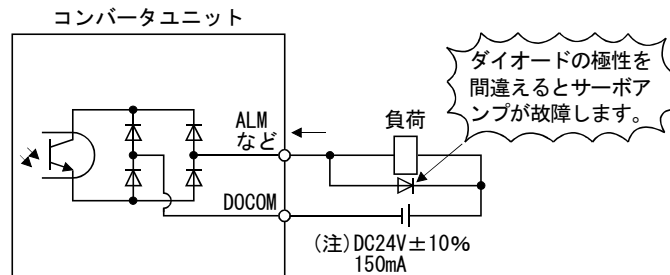 コンバータユニット
ダイオードの極性を
間違えるとサーボア
ンプが故障します。
ALM
など
負荷
DOCOM
(注)DC24V±10%
150mA